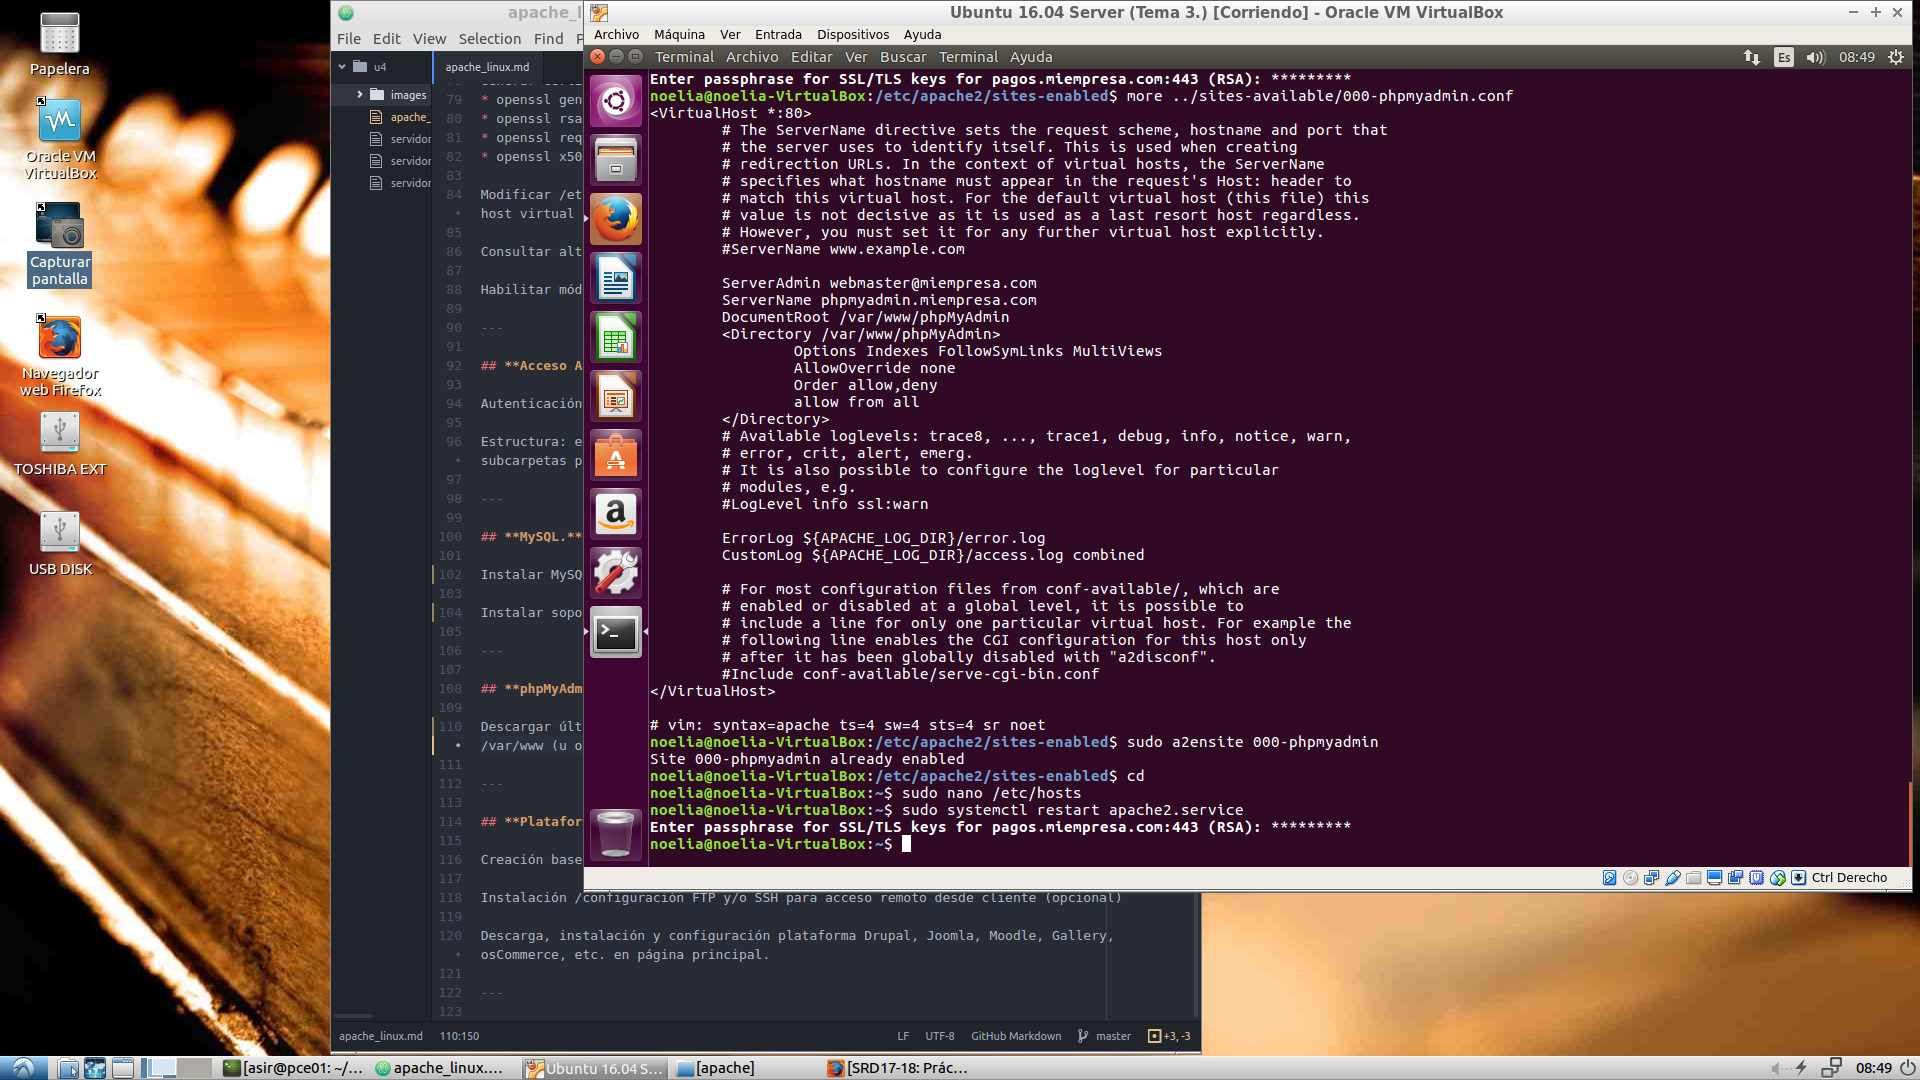 Papelera
Oracle VM
VirtualBox
Capturar
pantalla
Navegador
web Firefox
TOSHIBA EXT
USB DISK
apache_l
File Edit View Selection Find P
u4
images
apache_
servidor
servidor
servidor
apache_linux.md
79 * openssl gen
80 * openssl rsa
81 * openssl req
82 * openssl x50
83
84 Modificar /et
• host virtual
85
86 Consultar alt
87
88 Habilitar mód
89
90 ---
91
92 ## **Acceso A
93
94 Autenticación
95
96 Estructura: e
• subcarpetas p
97
98 ---
99
100 ## **MySQL.**
101
102 Instalar MySQ
103
104 Instalar sopo
105
106 ---
107
108 ## **phpMyAdm
109
110 Descargar últ
• /var/www (u o
111
112 ---
113
114 ## **Platafor
115
116 Creación base
117
118 Instalación /configuración FTP y/o SSH para acceso remoto desde cliente (opcional)
119
120 Descarga, instalación y configuración plataforma Drupal, Joomla, Moodle, Gallery,
• osCommerce, etc. en página principal.
121
122 ---
123
apache_linux.md 110:150 LF UTF-8 GitHub Markdown master +3, -3
Ubuntu 16.04 Server (Tema 3.) [Corriendo] - Oracle VM VirtualBox
Archivo Máquina Ver Entrada Dispositivos Ayuda
Terminal Archivo Editar Ver Buscar Terminal Ayuda Es 08:49
Enter passphrase for SSL/TLS keys for pagos.miempresa.com:443 (RSA): *********
noelia@noelia-VirtualBox:/etc/apache2/sites-enabled$ more ../sites-available/000-phpmyadmin.conf
<VirtualHost *:80>
# The ServerName directive sets the request scheme, hostname and port that
# the server uses to identify itself. This is used when creating
# redirection URLs. In the context of virtual hosts, the ServerName
# specifies what hostname must appear in the request's Host: header to
# match this virtual host. For the default virtual host (this file) this
# value is not decisive as it is used as a last resort host regardless.
# However, you must set it for any further virtual host explicitly.
#ServerName www.example.com
ServerAdmin webmaster@miempresa.com
ServerName phpmyadmin.miempresa.com
DocumentRoot /var/www/phpMyAdmin
<Directory /var/www/phpMyAdmin>
Options Indexes FollowSymLinks MultiViews
AllowOverride none
Order allow,deny
allow from all
</Directory>
# Available loglevels: trace8, ..., trace1, debug, info, notice, warn,
# error, crit, alert, emerg.
# It is also possible to configure the loglevel for particular
# modules, e.g.
#LogLevel info ssl:warn
ErrorLog ${APACHE_LOG_DIR}/error.log
CustomLog ${APACHE_LOG_DIR}/access.log combined
# For most configuration files from conf-available/, which are
# enabled or disabled at a global level, it is possible to
# include a line for only one particular virtual host. For example the
# following line enables the CGI configuration for this host only
# after it has been globally disabled with "a2disconf".
#Include conf-available/serve-cgi-bin.conf
</VirtualHost>
# vim: syntax=apache ts=4 sw=4 sts=4 sr noet
noelia@noelia-VirtualBox:/etc/apache2/sites-enabled$ sudo a2ensite 000-phpmyadmin
Site 000-phpmyadmin already enabled
noelia@noelia-VirtualBox:/etc/apache2/sites-enabled$ cd
noelia@noelia-VirtualBox:~$ sudo nano /etc/hosts
noelia@noelia-VirtualBox:~$ sudo systemctl restart apache2.service
Enter passphrase for SSL/TLS keys for pagos.miempresa.com:443 (RSA): *********
noelia@noelia-VirtualBox:~$
Ctrl Derecho
[asir@pce01: ~/... apache_linux.... Ubuntu 16.04 S... [apache] [SRD17-18: Prác... 08:49